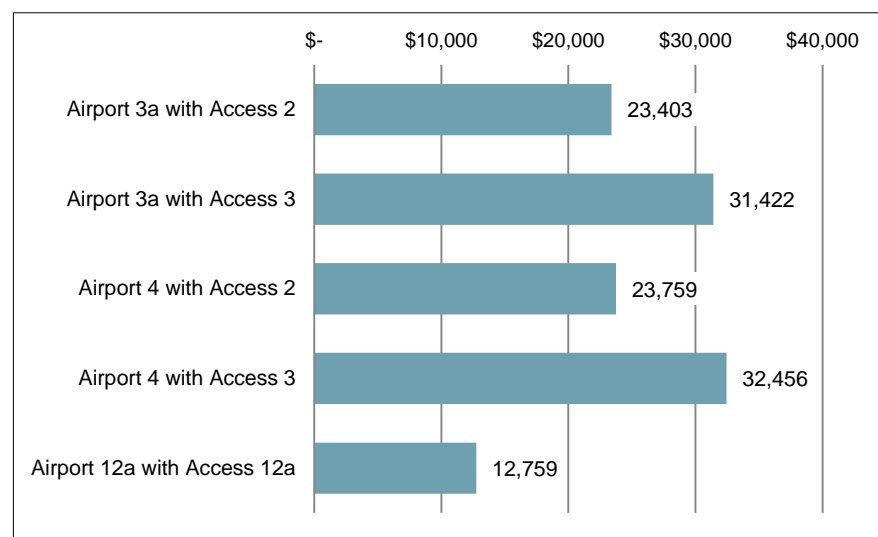 $- $10,000 $20,000 $30,000 $40,000
Airport 3a with Access 2 23,403
Airport 3a with Access 3 31,422
Airport 4 with Access 2 23,759
Airport 4 with Access 3 32,456
Airport 12a with Access 12a 12,759